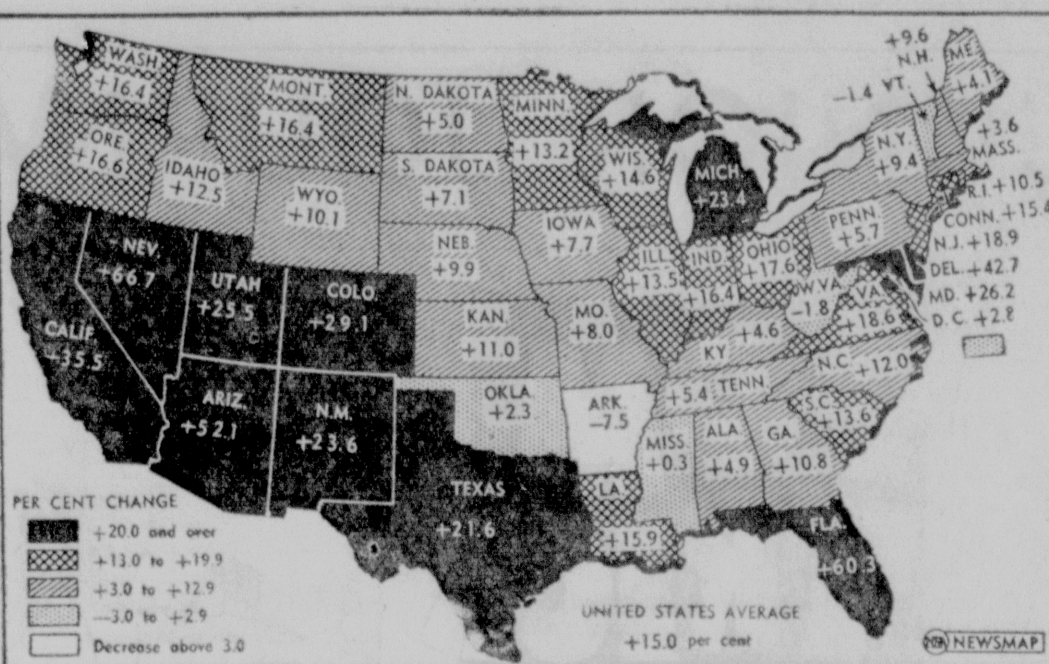 WASH
+16.4
ORE.
+16.6
IDAHO
+12.5
MONT.
+16.4
WYO.
+10.1
N. DAKOTA
+5.0
S. DAKOTA
+7.1
NEB.
+9.9
KAN.
+11.0
OKLA.
+2.3
MINN.
+13.2
WIS.
+14.6
MICH.
+23.4
IOWA
+7.7
ILL.
+13.5
IND.
+16.4
OHIO
+17.6
MO.
+8.0
ARK.
–7.5
LA.
+15.9
MISS.
+0.3
ALA.
+4.9
GA.
+10.8
FLA.
+60.3
S.C.
+13.6
N.C.
+12.0
+5.4 TENN.
KY
+4.6
W.VA.
–1.8
VA.
+18.6
PENN.
+5.7
N.Y.
+9.4
–1.4 VT.
+9.6
N.H.
ME.
+4.1
+3.6
MASS.
R.I. +10.5
CONN. +15.4
N.J. +18.9
DEL. +42.7
MD. +26.2
D.C. +2.8
NEV.
+66.7
UTAH
+25.5
COLO.
+29.1
CALIF.
+35.5
ARIZ.
+52.1
N.M.
+23.6
TEXAS
+21.6
PER CENT CHANGE
+20.0 and over
+13.0 to +19.9
+3.0 to +12.9
—3.0 to +2.9
Decrease above 3.0
UNITED STATES AVERAGE
+15.0 per cent
NEWSMAP